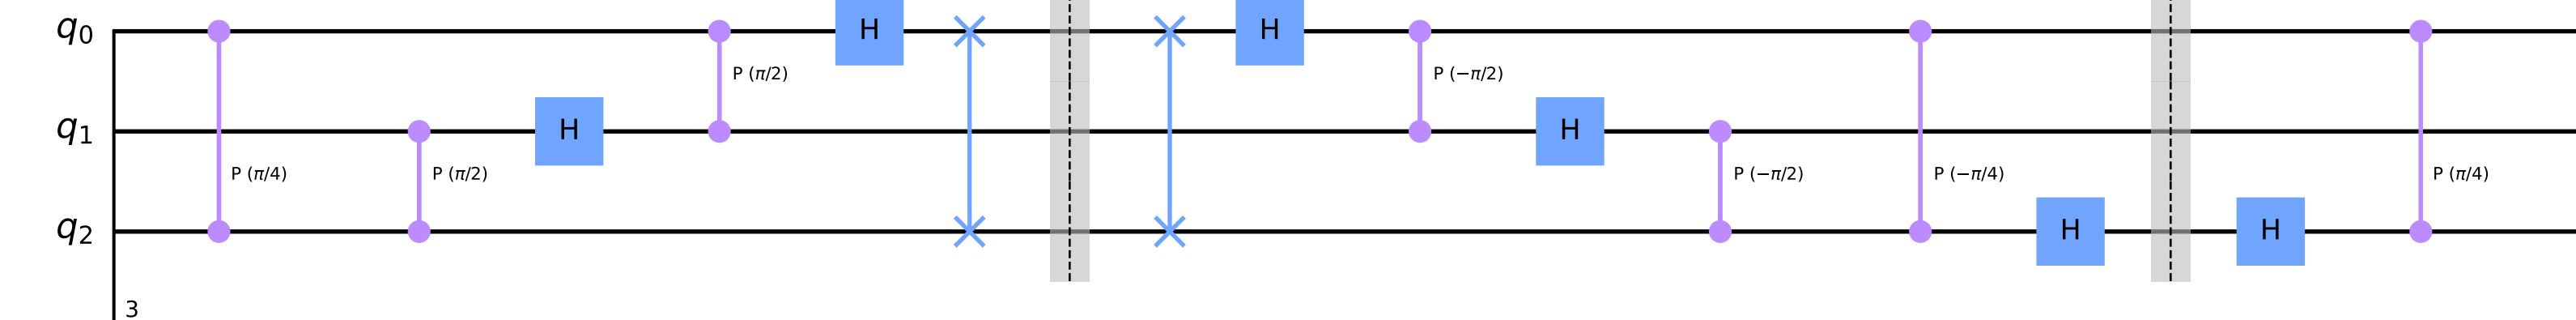 q0 H H
P (π/2) P (−π/2)
q1 H H
P (π/4) P (π/2) P (−π/2) P (−π/4) P (π/4)
q2 H H
3